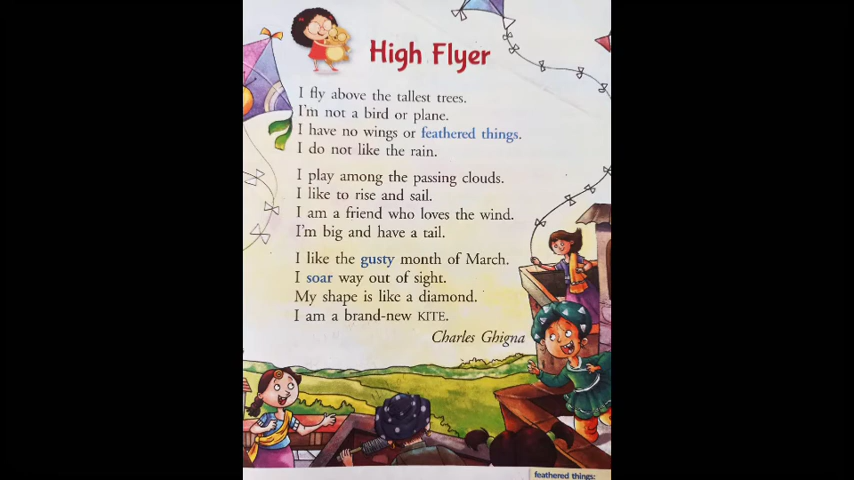 High Flyer
I fly above the tallest trees.
I'm not a bird or plane.
I have no wings or feathered things.
I do not like the rain.
I play among the passing clouds.
I like to rise and sail.
I am a friend who loves the wind.
I'm big and have a tail.
I like the gusty month of March.
I soar way out of sight.
My shape is like a diamond.
I am a brand-new KITE.
Charles Ghigna
feathered things: